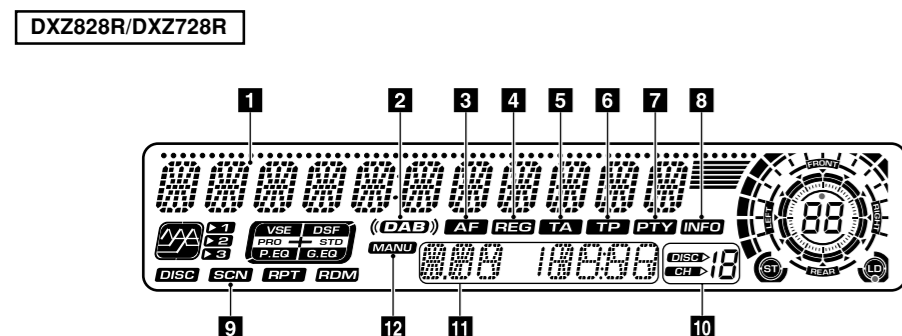 DXZ828R/DXZ728R
1 2 3 4 5 6 7 8
FRONT
LEFT
RIGHT
88
1
2
3
VSE DSF
PRO STD
P.EQ G.EQ
DAB AF REG TA TP PTY INFO
MANU
DISC
CH
18
ST
REAR
LD
DISC SCN RPT RDM
9 12 11 10